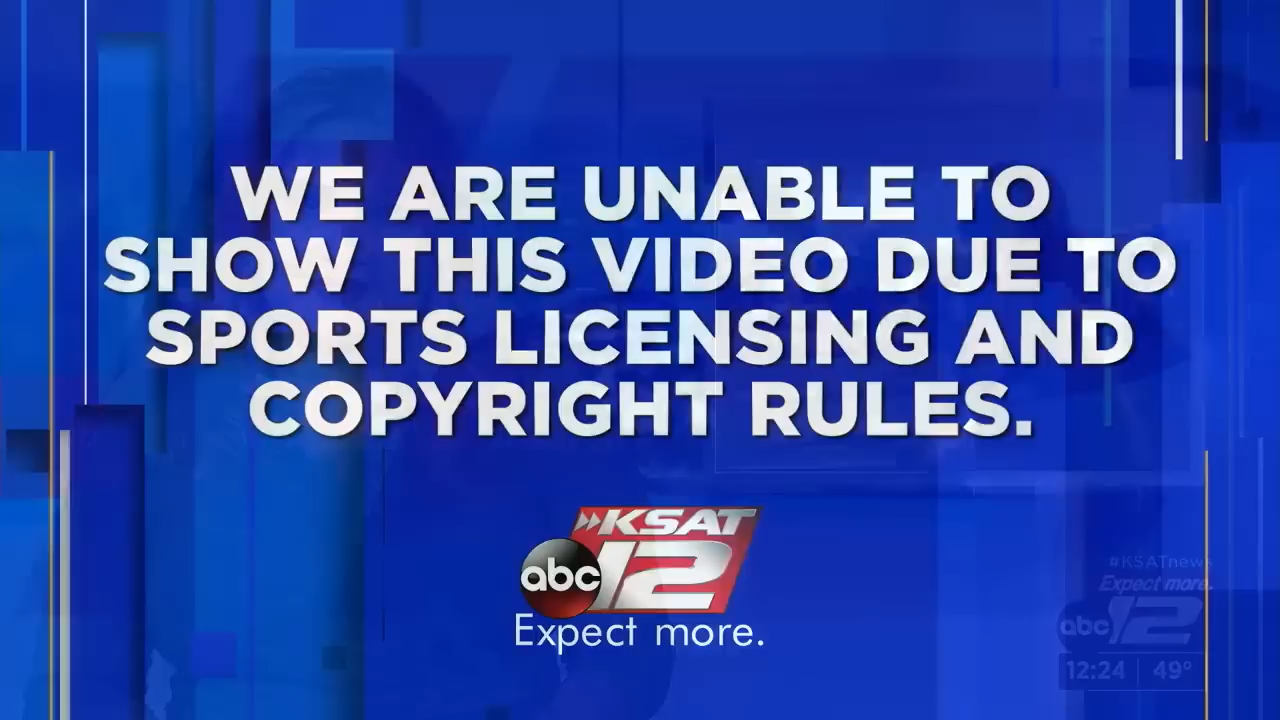 WE ARE UNABLE TO
SHOW THIS VIDEO DUE TO
SPORTS LICENSING AND
COPYRIGHT RULES.
KSAT
abc 12
Expect more.
#KSATnews
Expect more.
abc 12
12:24 49°